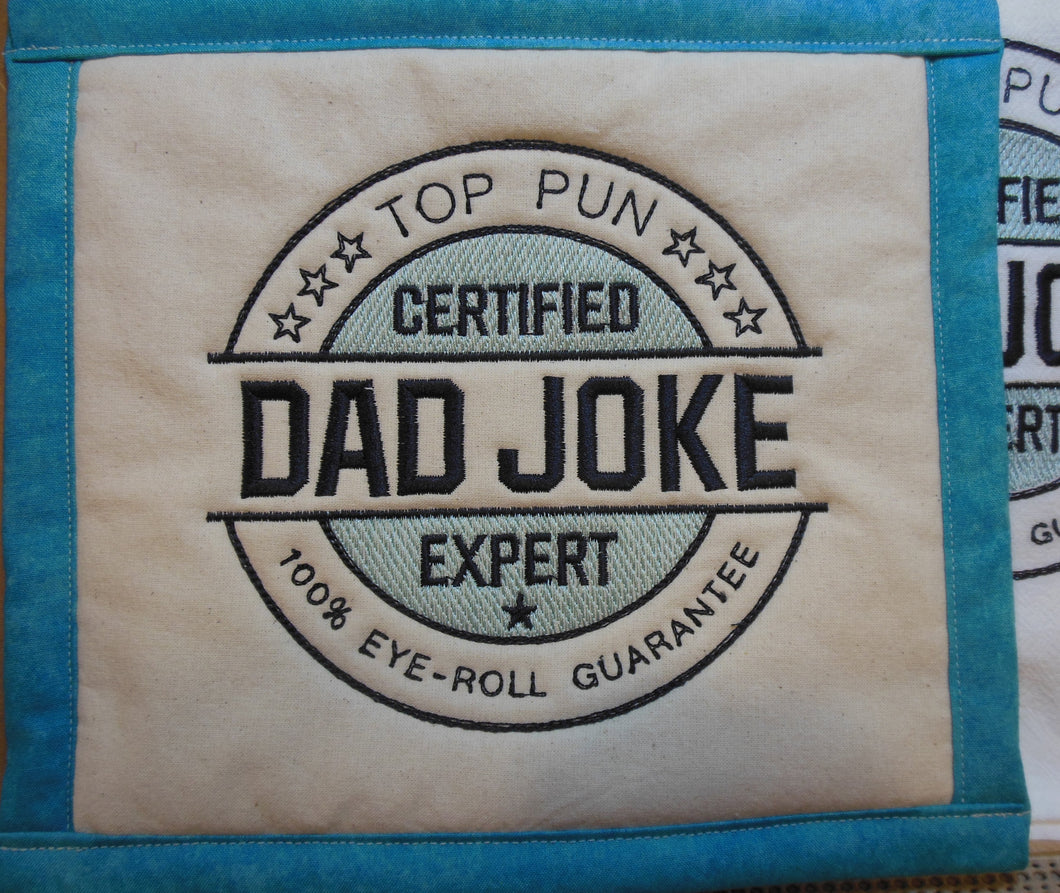 TOP PUN
CERTIFIED
DAD JOKE
EXPERT
100% EYE-ROLL GUARANTEE